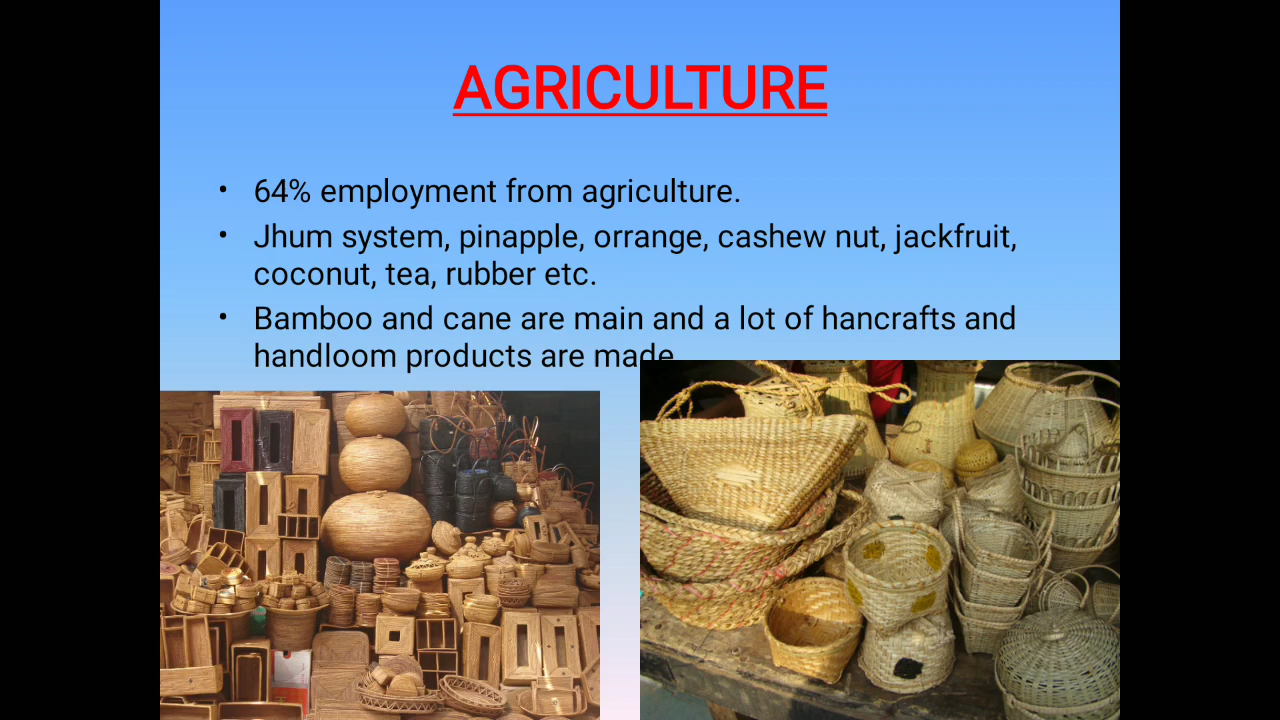 AGRICULTURE
• 64% employment from agriculture.
• Jhum system, pinapple, orrange, cashew nut, jackfruit,
coconut, tea, rubber etc.
• Bamboo and cane are main and a lot of hancrafts and
handloom products are made